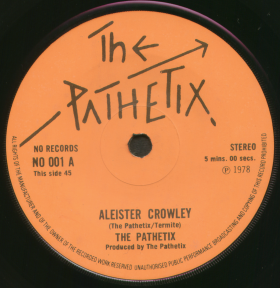 The
PATHETIX.
NO RECORDS
NO 001 A
This side 45
STEREO
5 mins. 00 secs.
℗ 1978
ALEISTER CROWLEY
(The Pathetix/Termite)
THE PATHETIX
Produced by The Pathetix
ALL RIGHTS OF THE MANUFACTURER AND OF THE OWNER OF THE RECORDED WORK RESERVED UNAUTHORISED PUBLIC PERFORMANCE BROADCASTING AND COPYING OF THIS RECORD PROHIBITED.